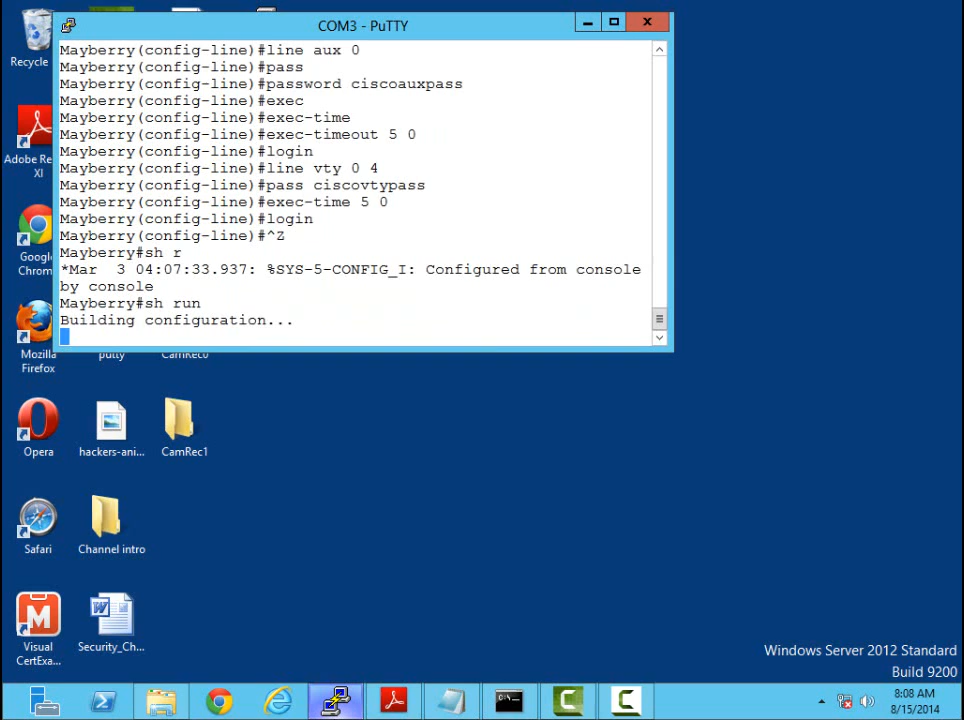 COM3 - PuTTY
Mayberry(config-line)#line aux 0
Mayberry(config-line)#pass
Mayberry(config-line)#password ciscoauxpass
Mayberry(config-line)#exec
Mayberry(config-line)#exec-time
Mayberry(config-line)#exec-timeout 5 0
Mayberry(config-line)#login
Mayberry(config-line)#line vty 0 4
Mayberry(config-line)#pass ciscovtypass
Mayberry(config-line)#exec-time 5 0
Mayberry(config-line)#login
Mayberry(config-line)#^Z
Mayberry#sh r
*Mar  3 04:07:33.937: %SYS-5-CONFIG_I: Configured from console
by console
Mayberry#sh run
Building configuration...
Recycle
Adobe Re
XI
Googl
Chrom
Mozilla
Firefox
putty
CamRec0
Opera
hackers-ani...
CamRec1
Safari
Channel intro
Visual
CertExa...
Security_Ch...
Windows Server 2012 Standard
Build 9200
8:08 AM
8/15/2014